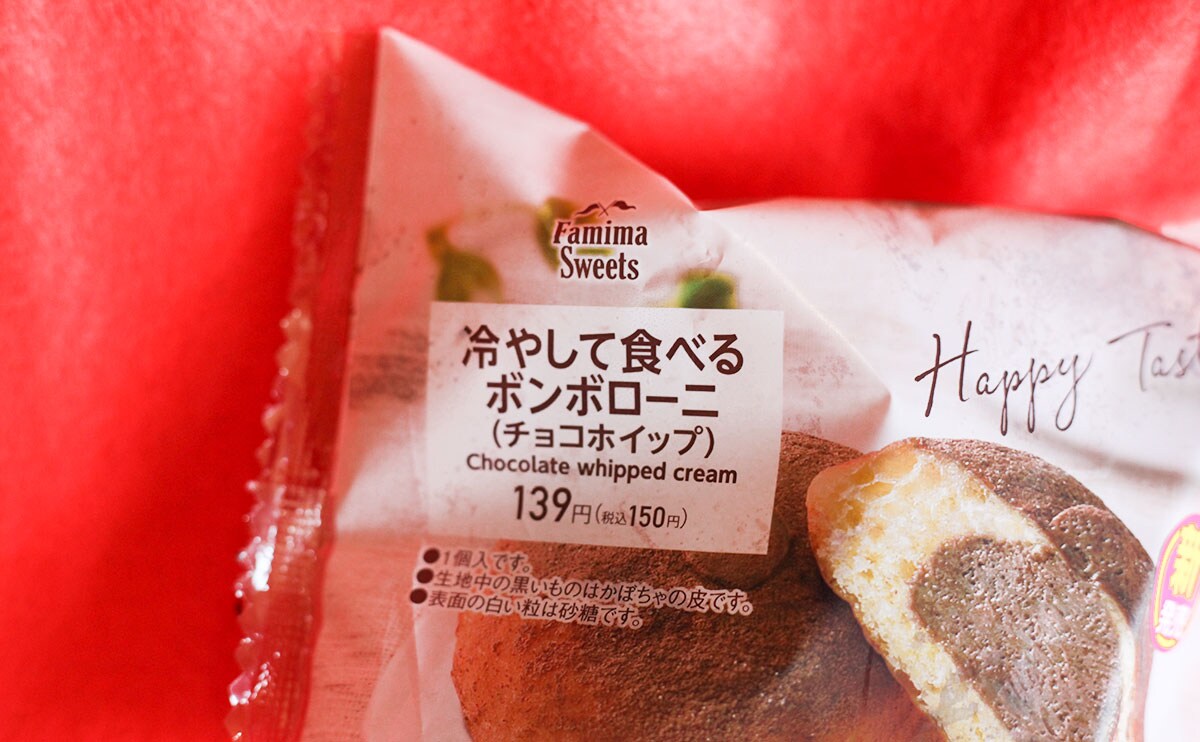 Famima
Sweets
冷やして食べる
ボンボローニ
(チョコホイップ)
Chocolate whipped cream
139円(税込150円)
Happy Tast
●1個入です。
●生地中の黒いものはかぼちゃの皮です。
●表面の白い粒は砂糖です。
新